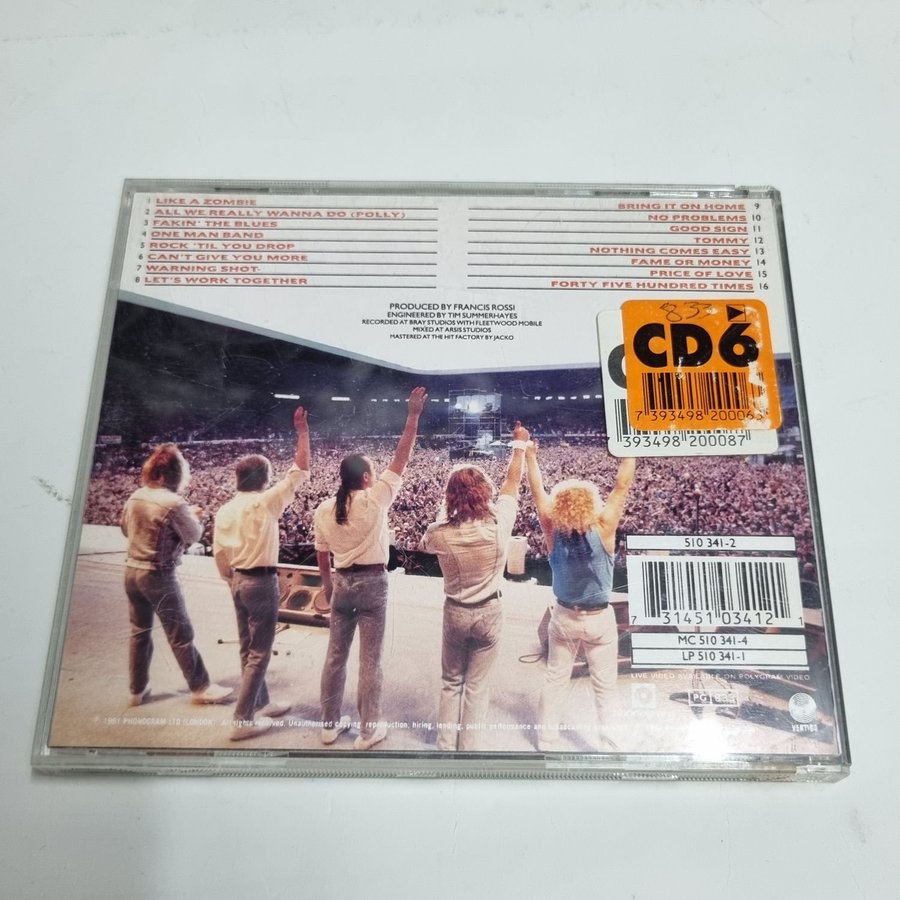 1 LIKE A ZOMBIE
2 ALL WE REALLY WANNA DO (POLLY)
3 FAKIN' THE BLUES
4 ONE MAN BAND
5 ROCK 'TIL YOU DROP
6 CAN'T GIVE YOU MORE
7 WARNING SHOT
8 LET'S WORK TOGETHER
BRING IT ON HOME 9
NO PROBLEMS 10
GOOD SIGN 11
TOMMY 12
NOTHING COMES EASY 13
FAME OR MONEY 14
PRICE OF LOVE 15
FORTY FIVE HUNDRED TIMES 16
PRODUCED BY FRANCIS ROSSI
ENGINEERED BY TIM SUMMERHAYES
RECORDED AT BRAY STUDIOS WITH FLEETWOOD MOBILE
MIXED AT ARSIS STUDIOS
MASTERED AT THE HIT FACTORY BY JACKO
8.33
CD6
7 393498 200063
393498 200087
510 341-2
7 31451 03412 1
MC 510 341-4
LP 510 341-1
LIVE VIDEO AVAILABLE ON POLYGRAM VIDEO
PG
VERTIGO
© 1991 PHONOGRAM LTD (LONDON) All rights reserved. Unauthorised copying, reproduction, hiring, lending, public performance and broadcasting